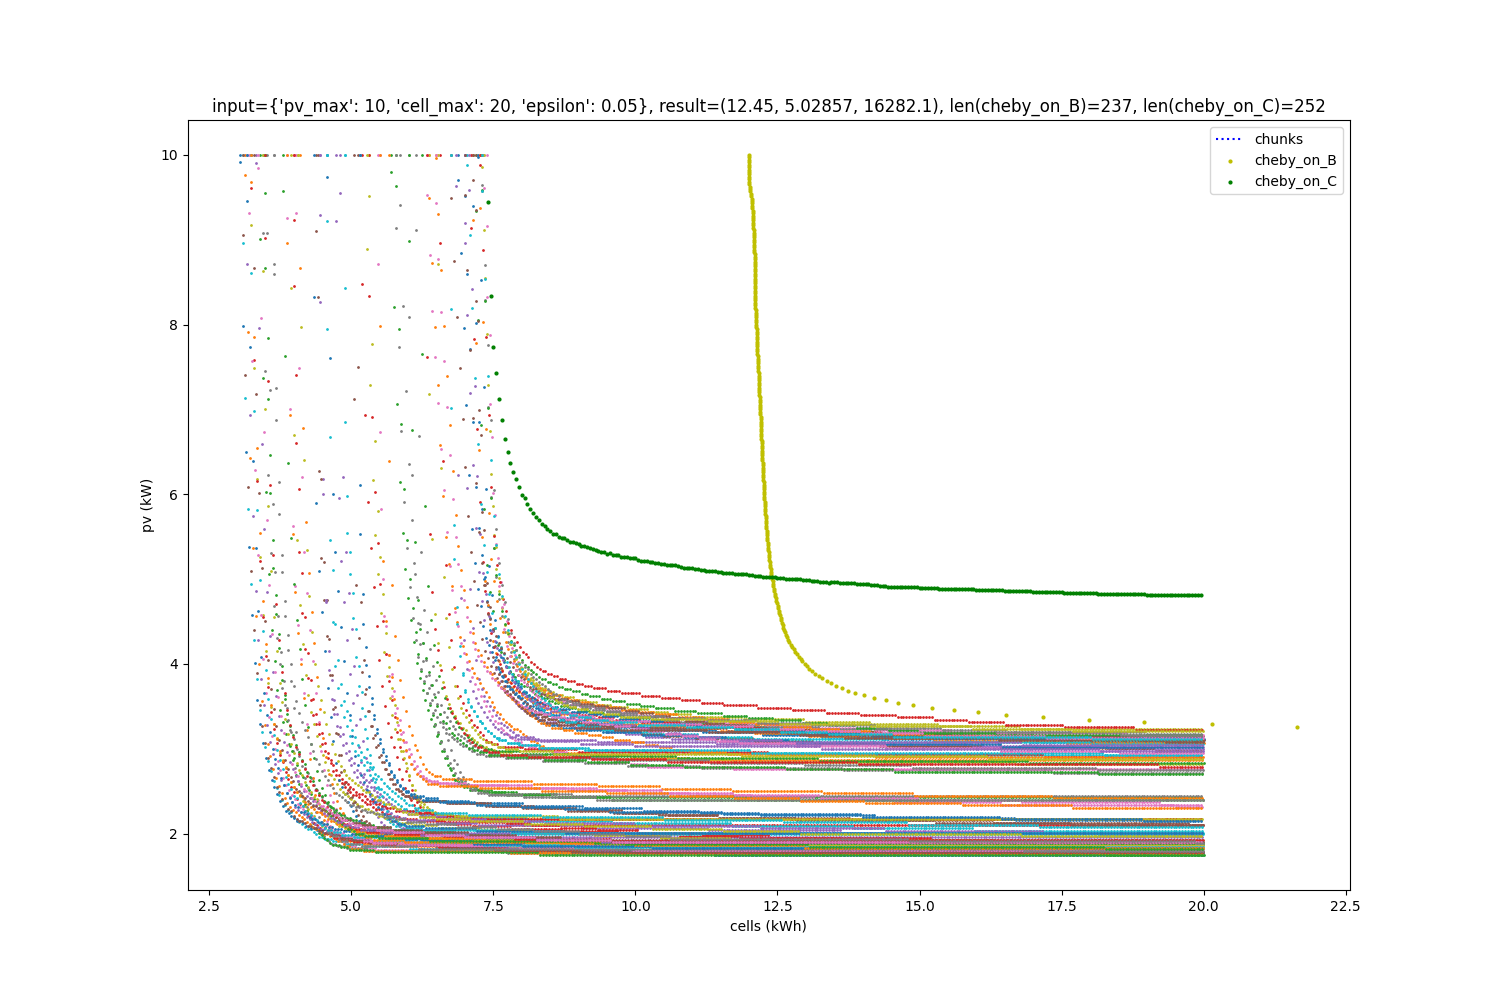 input={'pv_max': 10, 'cell_max': 20, 'epsilon': 0.05}, result=(12.45, 5.02857, 16282.1), len(cheby_on_B)=237, len(cheby_on_C)=252
chunks
cheby_on_B
cheby_on_C
10
8
6
4
2
pv (kW)
2.5 5.0 7.5 10.0 12.5 15.0 17.5 20.0 22.5
cells (kWh)